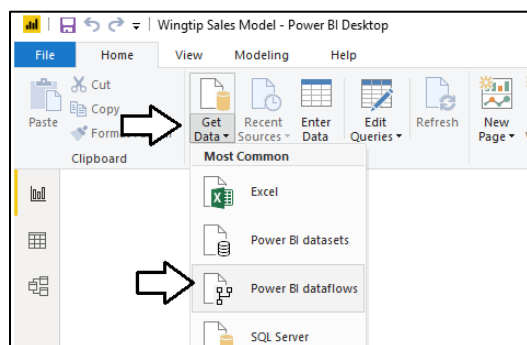 Wingtip Sales Model - Power BI Desktop
File Home View Modeling Help
Cut
Copy
Paste
Get Data
Recent Sources
Enter Data
Edit Queries
Refresh
New Page
Clipboard
Most Common
Excel
Power BI datasets
Power BI dataflows
SQL Server